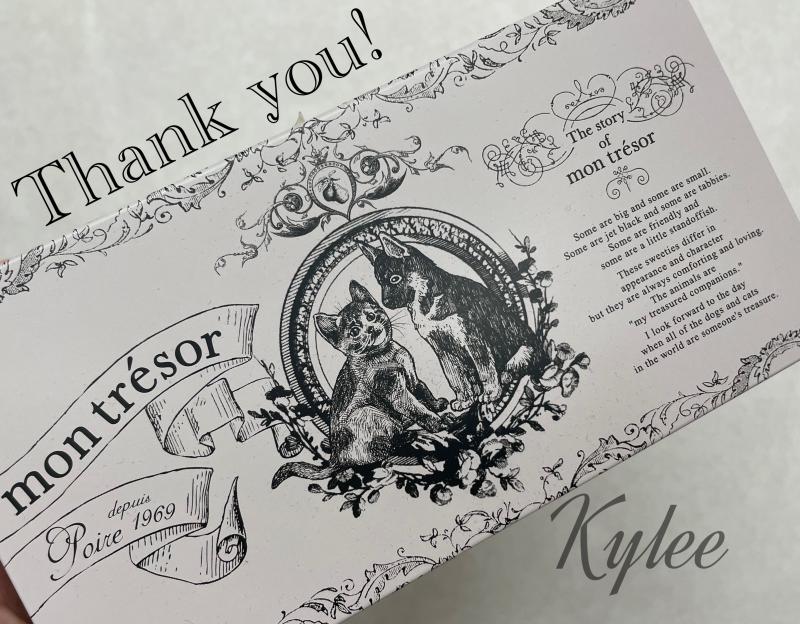 Thank you!
The story
of
mon trésor
Some are big and some are small.
Some are jet black and some are tabbies.
Some are friendly and
some are a little standoffish.
These sweeties differ in
appearance and character
but they are always comforting and loving.
The animals are
"my treasured companions."
I look forward to the day
when all of the dogs and cats
in the world are someone's treasure.
mon trésor
depuis
Poire 1969
Kylee